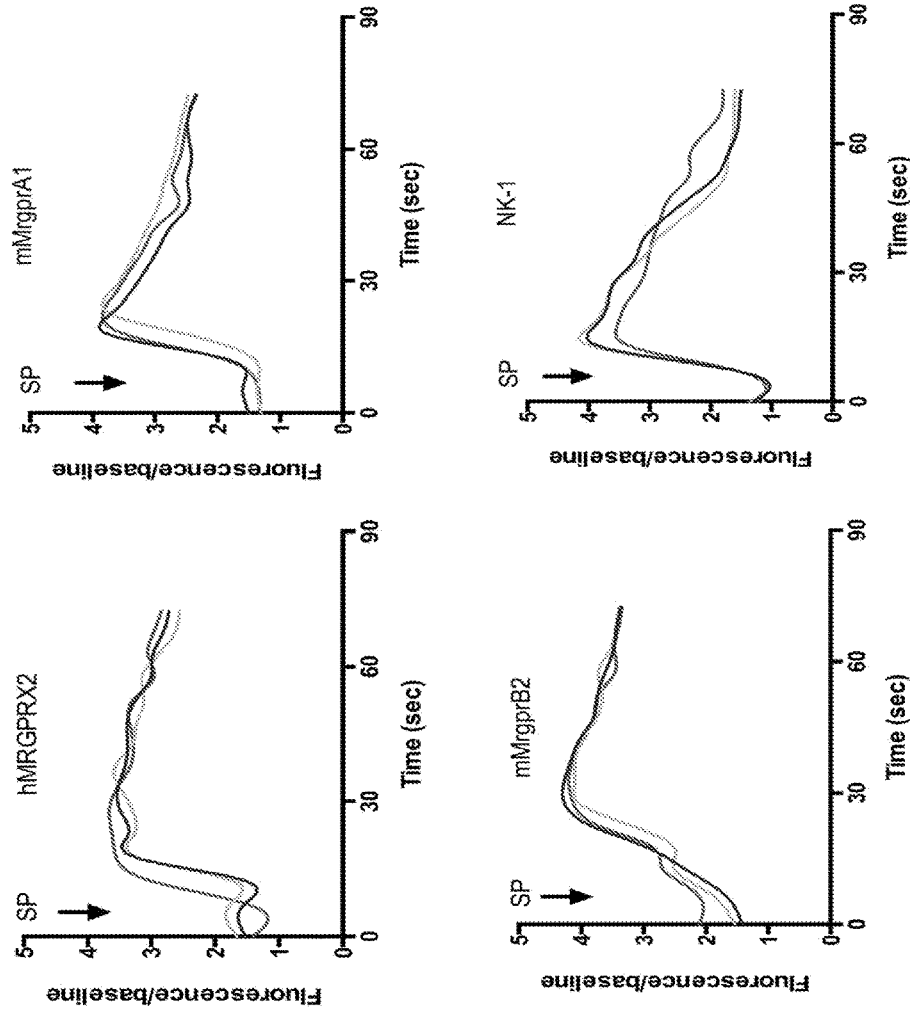 hMRGPRX2
SP
Fluorescence/baseline
5
4
3
2
1
0
0
30
60
90
Time (sec)
mMrgprA1
SP
Fluorescence/baseline
5
4
3
2
1
0
0
30
60
90
Time (sec)
mMrgprB2
SP
Fluorescence/baseline
5
4
3
2
1
0
0
30
60
90
Time (sec)
NK-1
SP
Fluorescence/baseline
5
4
3
2
1
0
0
30
60
90
Time (sec)